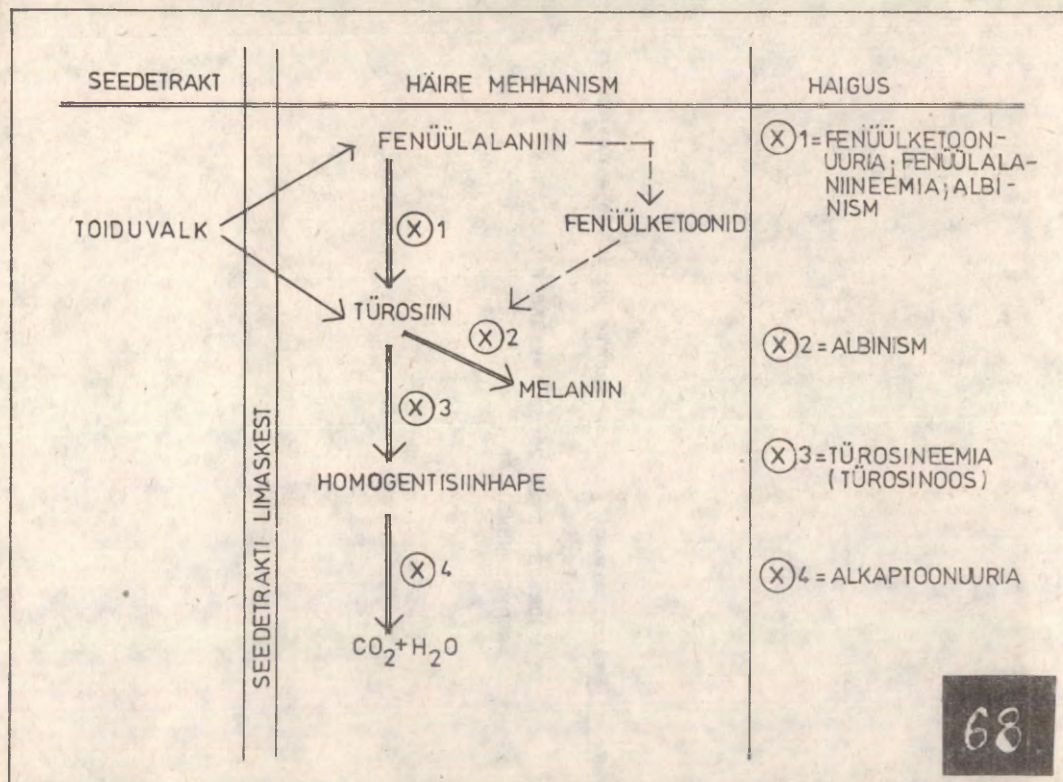 SEEDETRAKT
HÄIRE MEHHANISM
HAIGUS
FENÜÜLALANIIN
X 1 = FENÜÜLKETOON-
UURIA; FENÜÜLALA-
NIINEEMIA; ALBI-
NISM
TOIDUVALK
X 1
FENÜÜLKETOONID
TÜROSIIN
X 2
X 2 = ALBINISM
MELANIIN
X 3
X 3 = TÜROSINEEMIA
(TÜROSINOOS)
HOMOGENTISIINHAPE
SEEDETRAKTI LIMASKEST
X 4
X 4 = ALKAPTOONUURIA
CO₂+H₂O
68